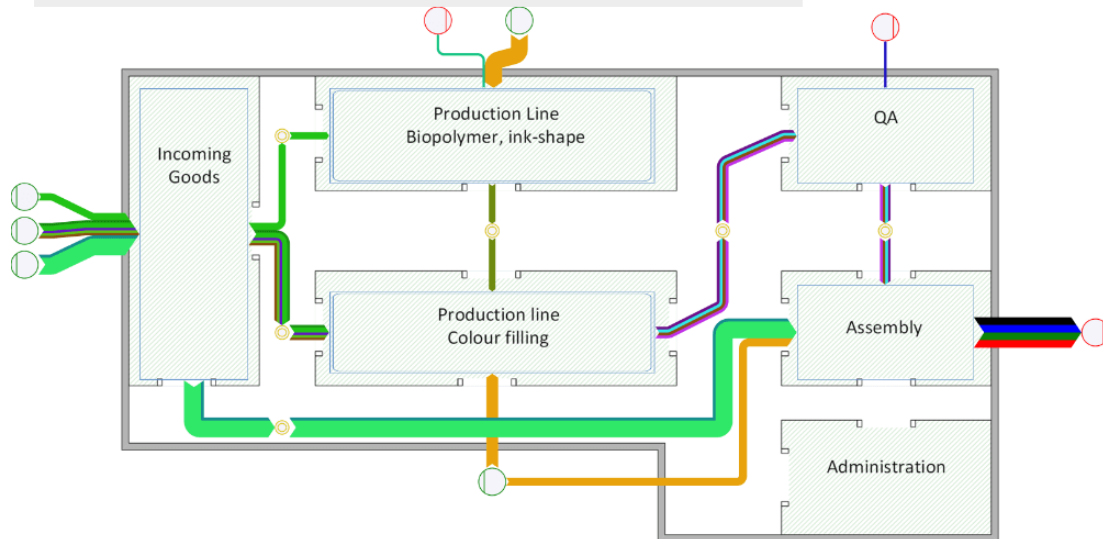 Production Line
Biopolymer, ink-shape
QA
Incoming
Goods
Production line
Colour filling
Assembly
Administration